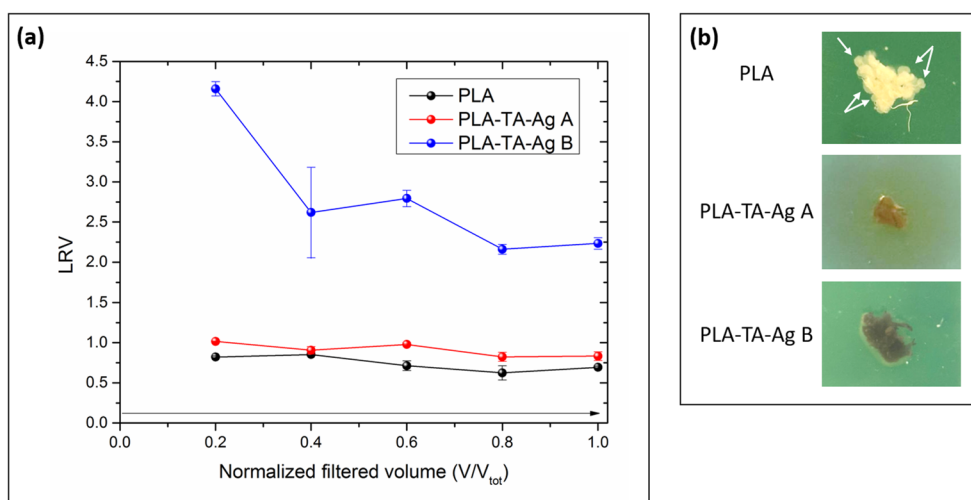 (a)
4.5
4.0
3.5
3.0
2.5
2.0
1.5
1.0
0.5
0.0
LRV
PLA
PLA-TA-Ag A
PLA-TA-Ag B
0.0 0.2 0.4 0.6 0.8 1.0
Normalized filtered volume (V/Vtot)
(b)
PLA
PLA-TA-Ag A
PLA-TA-Ag B